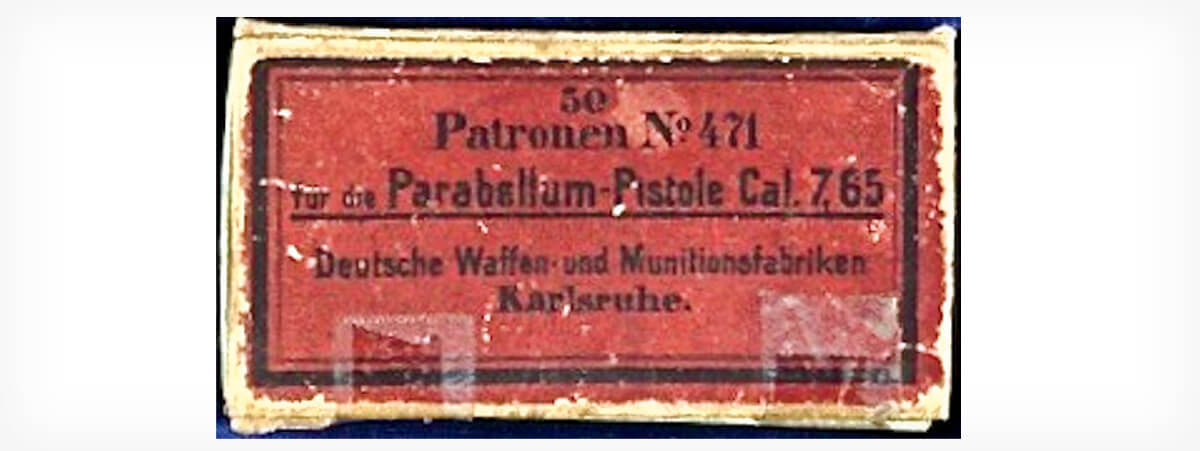 50
Patronen Nº 471
für die Parabellum-Pistole Cal. 7,65
Deutsche Waffen- und Munitionsfabriken
Karlsruhe.